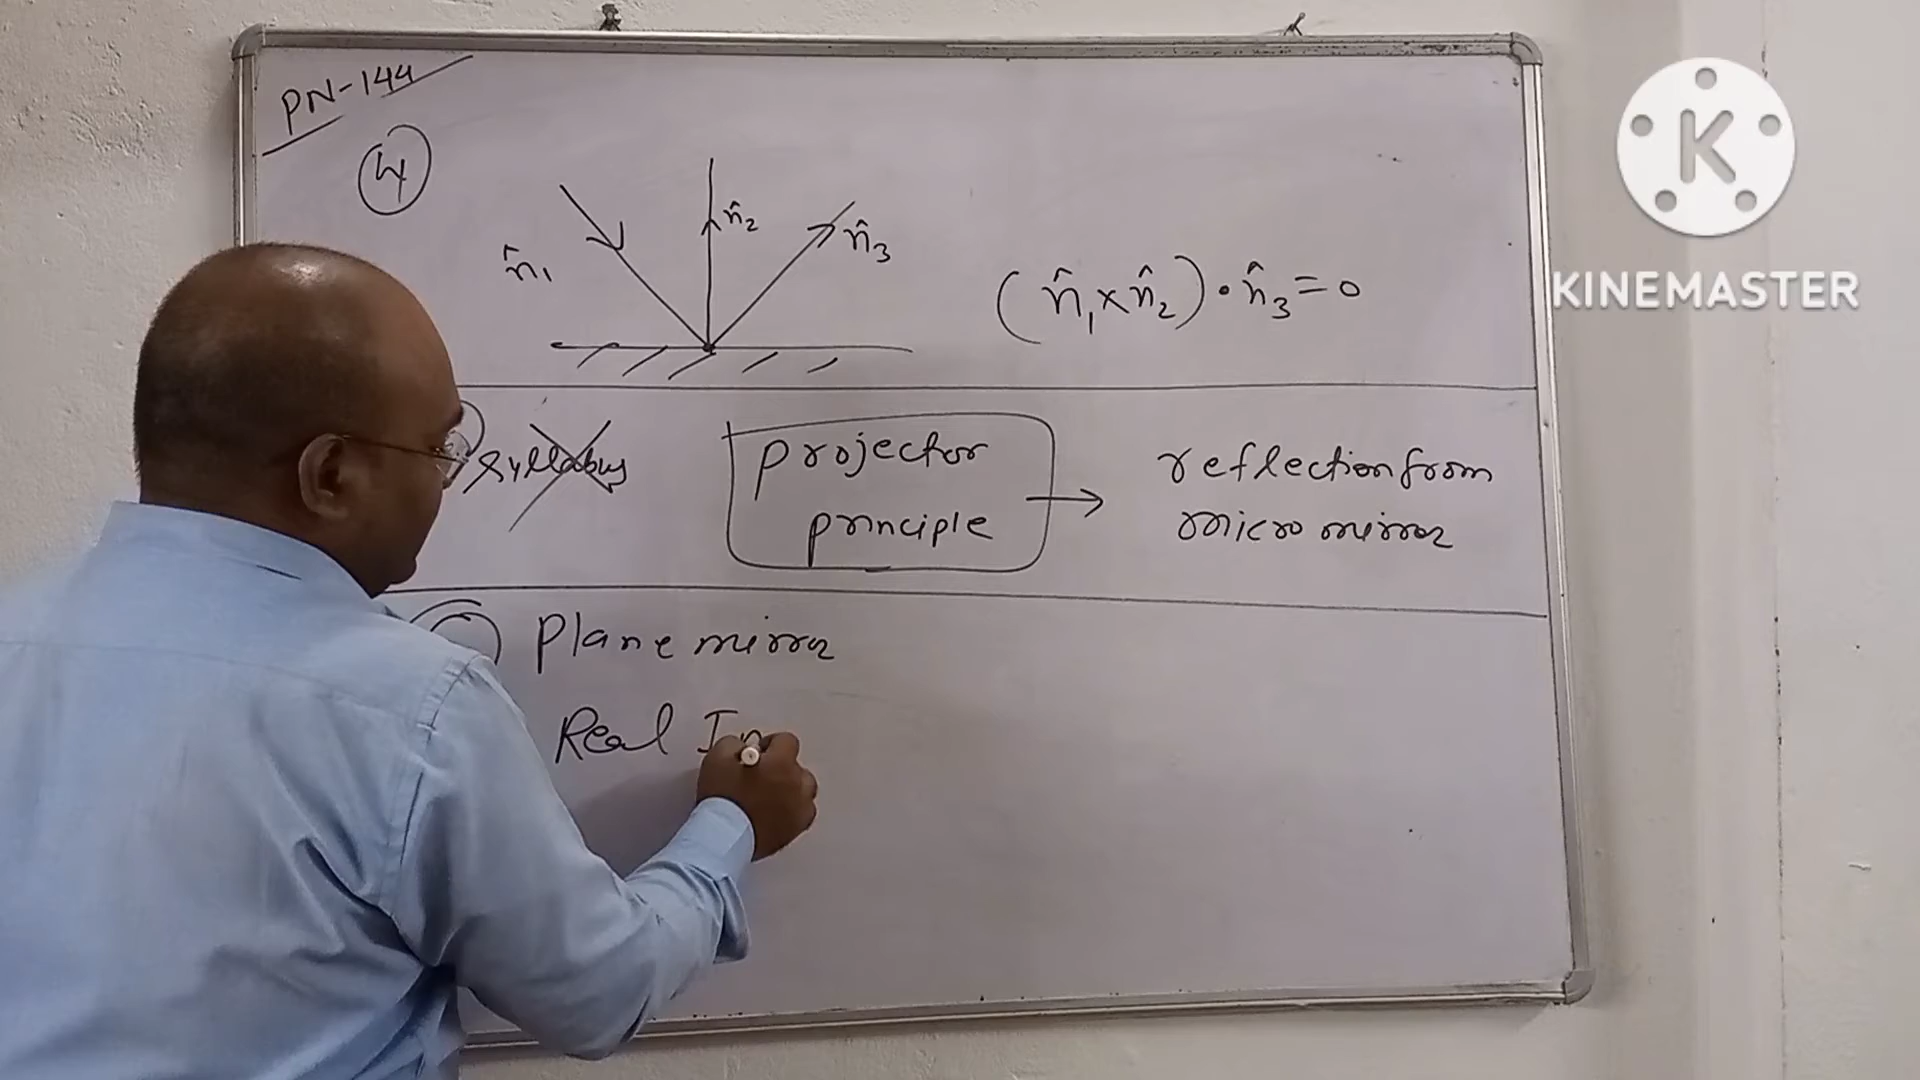 PN-144
4
n̂₁
n̂₂
n̂₃
(n̂₁ × n̂₂) · n̂₃ = 0
K
KINEMASTER
Syllabus
projector
principle
→
reflection from
micro mirror
Plane mirror
Real Im